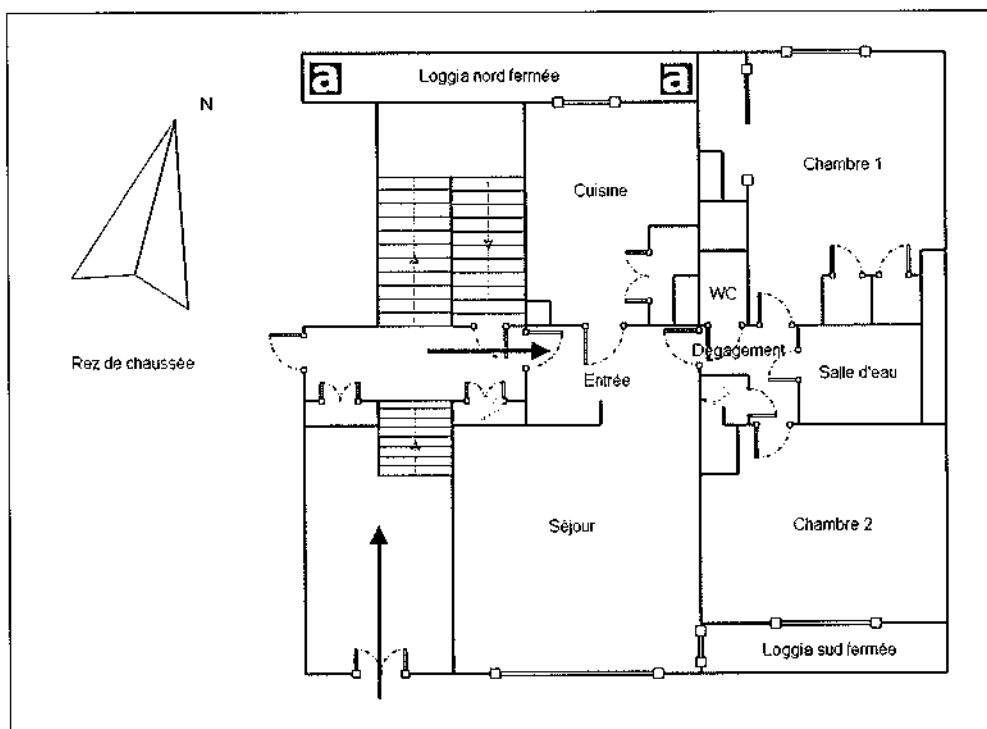 a
Loggia nord fermée
a
N
Chambre 1
Cuisine
WC
Rez de chaussée
Dégagement
Entrée
Salle d'eau
Séjour
Chambre 2
Loggia sud fermée